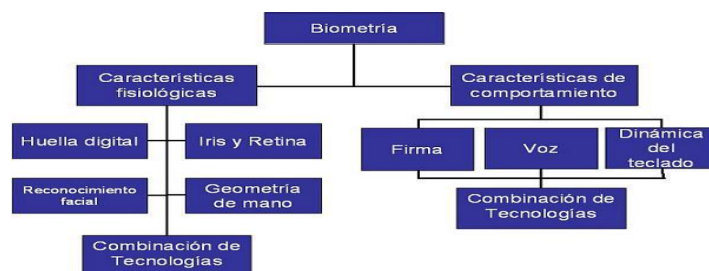 Biometría
Características
fisiológicas
Huella digital
Iris y Retina
Reconocimiento
facial
Geometría
de mano
Combinación de
Tecnologías
Características de
comportamiento
Firma
Voz
Dinámica
del
teclado
Combinación de
Tecnologías